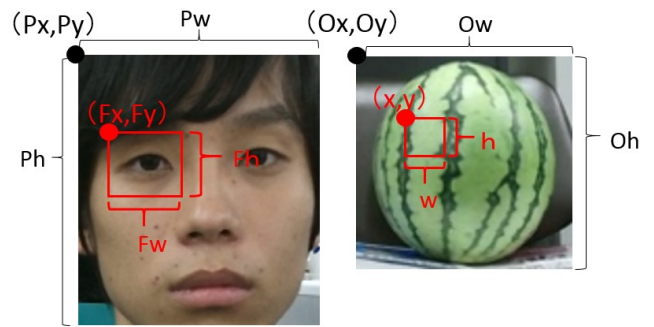 (Px,Py)
Pw
(Ox,Oy)
Ow
(Fx,Fy)
(x,y)
Ph
Fh
h
Oh
Fw
w